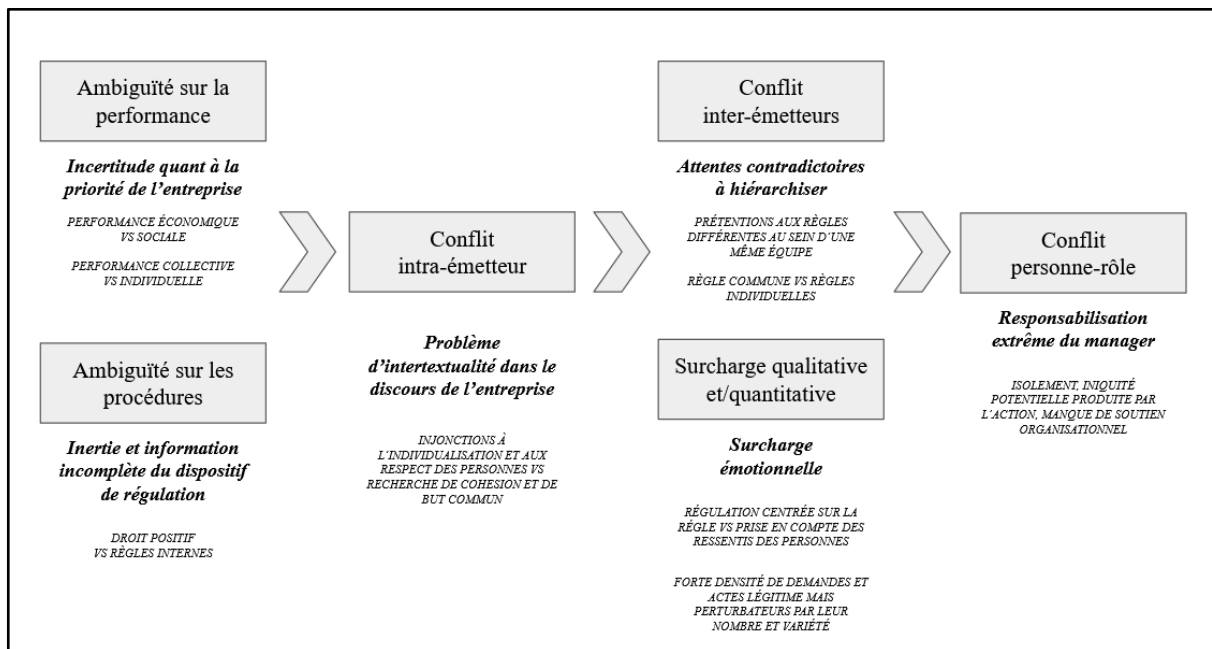 Ambiguïté sur la
performance
Incertitude quant à la
priorité de l'entreprise
PERFORMANCE ÉCONOMIQUE
VS SOCIALE
PERFORMANCE COLLECTIVE
VS INDIVIDUELLE
Ambiguïté sur les
procédures
Inertie et information
incomplète du dispositif
de régulation
DROIT POSITIF
VS RÈGLES INTERNES
Conflit
intra-émetteur
Problème
d'intertextualité dans le
discours de l'entreprise
INJONCTIONS À
L'INDIVIDUALISATION ET AUX
RESPECT DES PERSONNES VS
RECHERCHE DE COHESION ET DE
BUT COMMUN
Conflit
inter-émetteurs
Attentes contradictoires
à hiérarchiser
PRÉTENTIONS AUX RÈGLES
DIFFÉRENTES AU SEIN D'UNE
MÊME ÉQUIPE
RÈGLE COMMUNE VS RÈGLES
INDIVIDUELLES
Surcharge qualitative
et/quantitative
Surcharge
émotionnelle
RÉGULATION CENTRÉE SUR LA
RÈGLE VS PRISE EN COMPTE DES
RESSENTIS DES PERSONNES
FORTE DENSITÉ DE DEMANDES ET
ACTES LÉGITIME MAIS
PERTURBATEURS PAR LEUR
NOMBRE ET VARIÉTÉ
Conflit
personne-rôle
Responsabilisation
extrême du manager
ISOLEMENT, INIQUITÉ
POTENTIELLE PRODUITE PAR
L'ACTION, MANQUE DE SOUTIEN
ORGANISATIONNEL